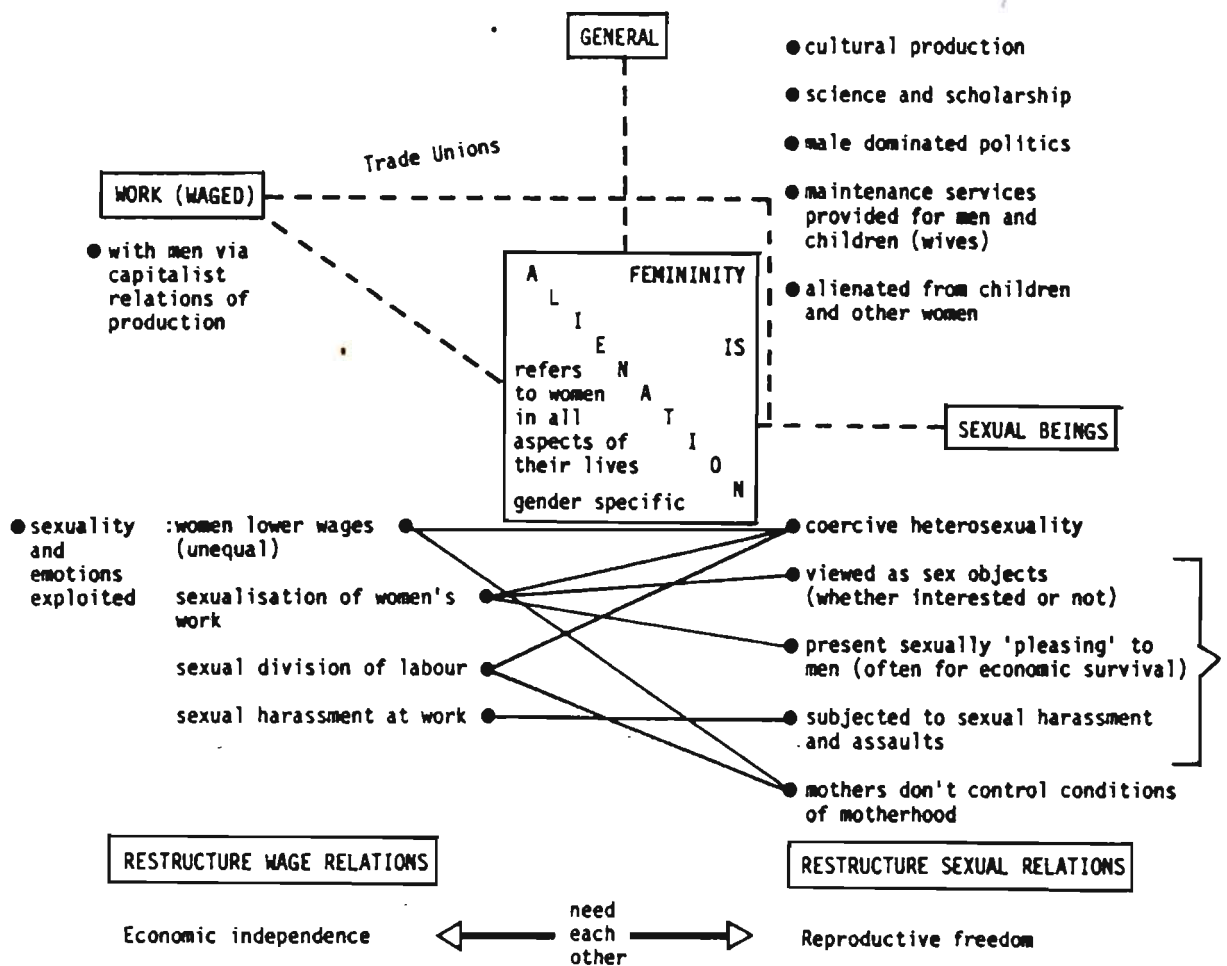 GENERAL
● cultural production
● science and scholarship
● male dominated politics
● maintenance services
provided for men and
children (wives)
● alienated from children
and other women
Trade Unions
WORK (WAGED)
● with men via
capitalist
relations of
production
FEMININITY
IS
ALIENATION
refers
to women
in all
aspects of
their lives
gender specific
SEXUAL BEINGS
● sexuality
and
emotions
exploited
:women lower wages
(unequal)
sexualisation of women's
work
sexual division of labour
sexual harassment at work
● coercive heterosexuality
● viewed as sex objects
(whether interested or not)
● present sexually 'pleasing' to
men (often for economic survival)
● subjected to sexual harassment
and assaults
● mothers don't control conditions
of motherhood
RESTRUCTURE WAGE RELATIONS
RESTRUCTURE SEXUAL RELATIONS
Economic independence
need
each
other
Reproductive freedom